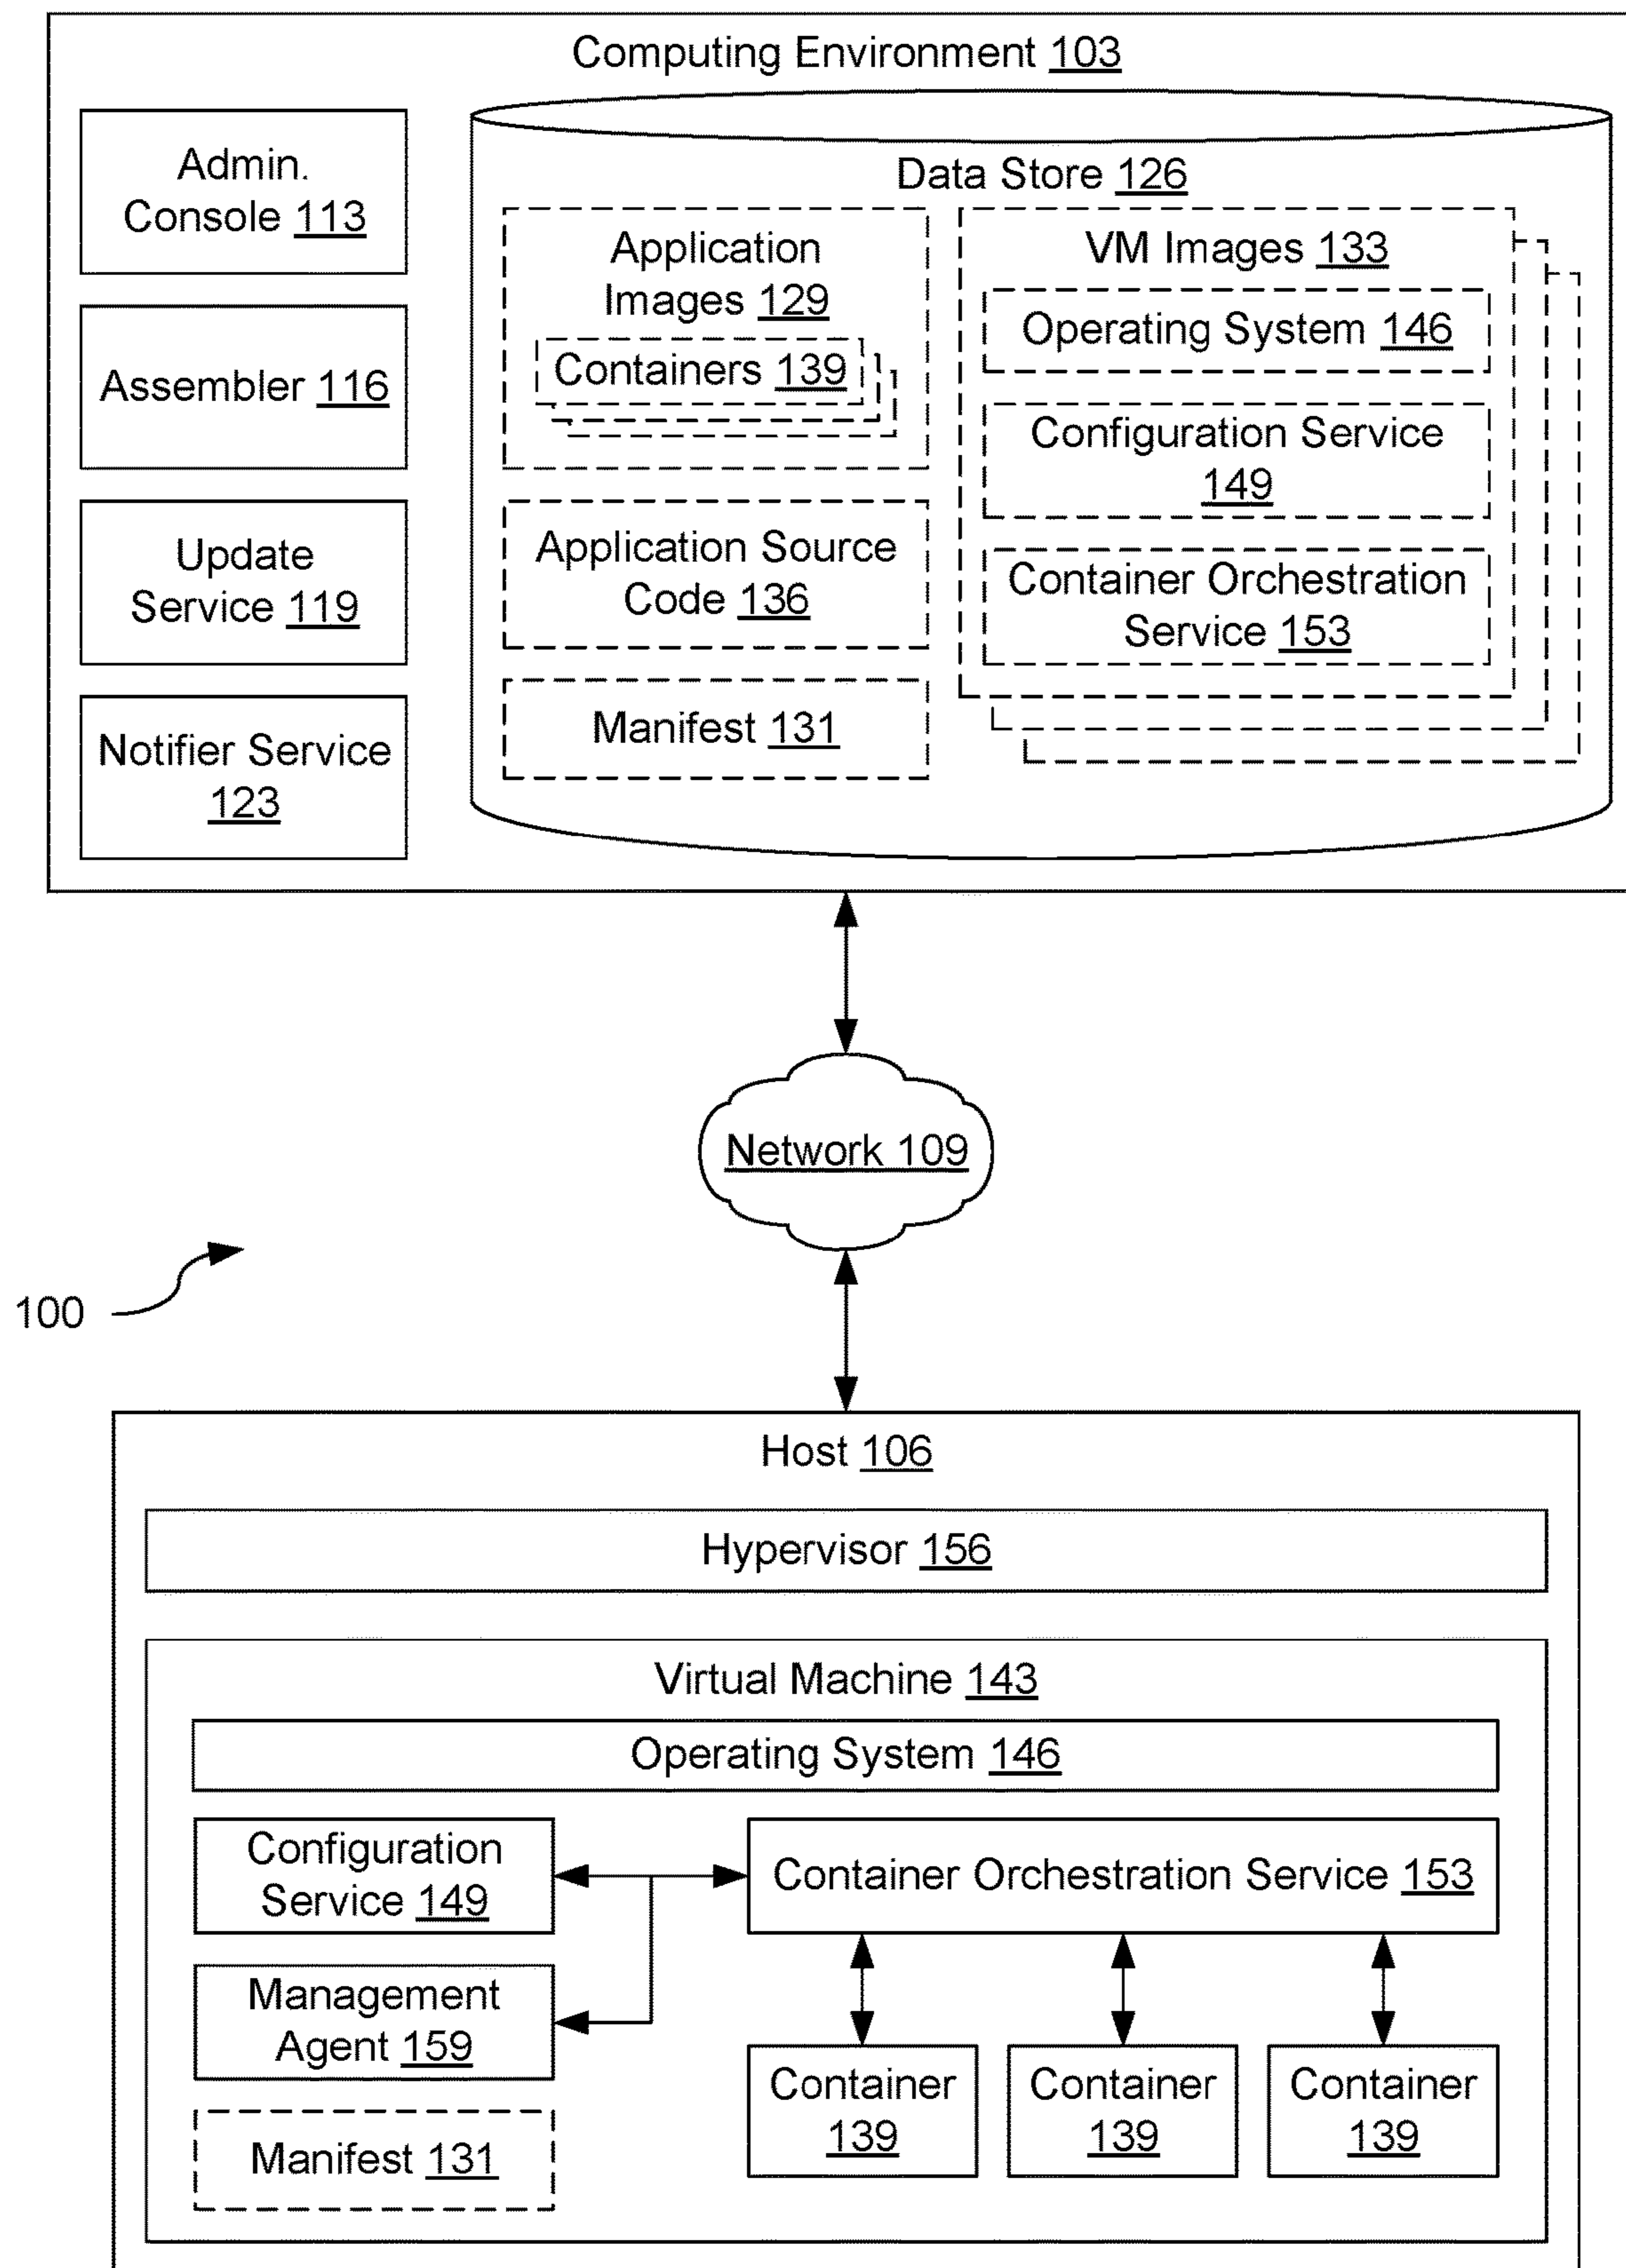 Computing Environment 103
Admin.
Console 113
Assembler 116
Update
Service 119
Notifier Service
123
Data Store 126
Application
Images 129
Containers 139
Application Source
Code 136
Manifest 131
VM Images 133
Operating System 146
Configuration Service
149
Container Orchestration
Service 153
Network 109
100
Host 106
Hypervisor 156
Virtual Machine 143
Operating System 146
Configuration
Service 149
Container Orchestration Service 153
Management
Agent 159
Manifest 131
Container
139
Container
139
Container
139